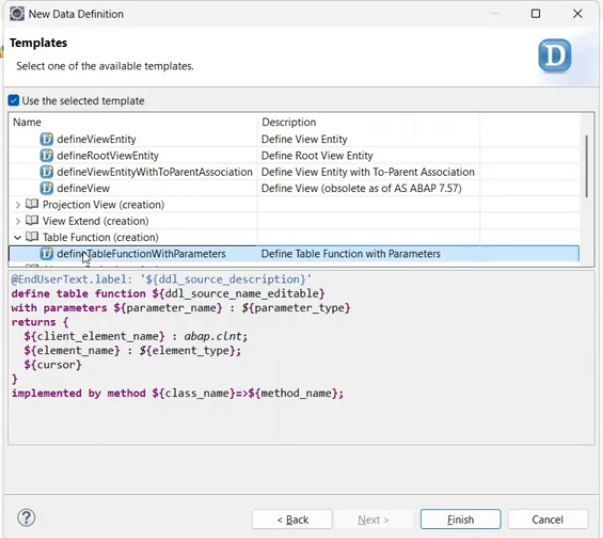 New Data Definition
Templates
Select one of the available templates.
D
Use the selected template
Name Description
defineViewEntity Define View Entity
defineRootViewEntity Define Root View Entity
defineViewEntityWithToParentAssociation Define View Entity with To-Parent Association
defineView Define View (obsolete as of AS ABAP 7.57)
Projection View (creation)
View Extend (creation)
Table Function (creation)
defineTableFunctionWithParameters Define Table Function with Parameters
@EndUserText.label: '${ddl_source_description}'
define table function ${ddl_source_name_editable}
with parameters ${parameter_name} : ${parameter_type}
returns {
${client_element_name} : abap.clnt;
${element_name} : ${element_type};
${cursor}
}
implemented by method ${class_name}=>${method_name};
? < Back Next > Finish Cancel